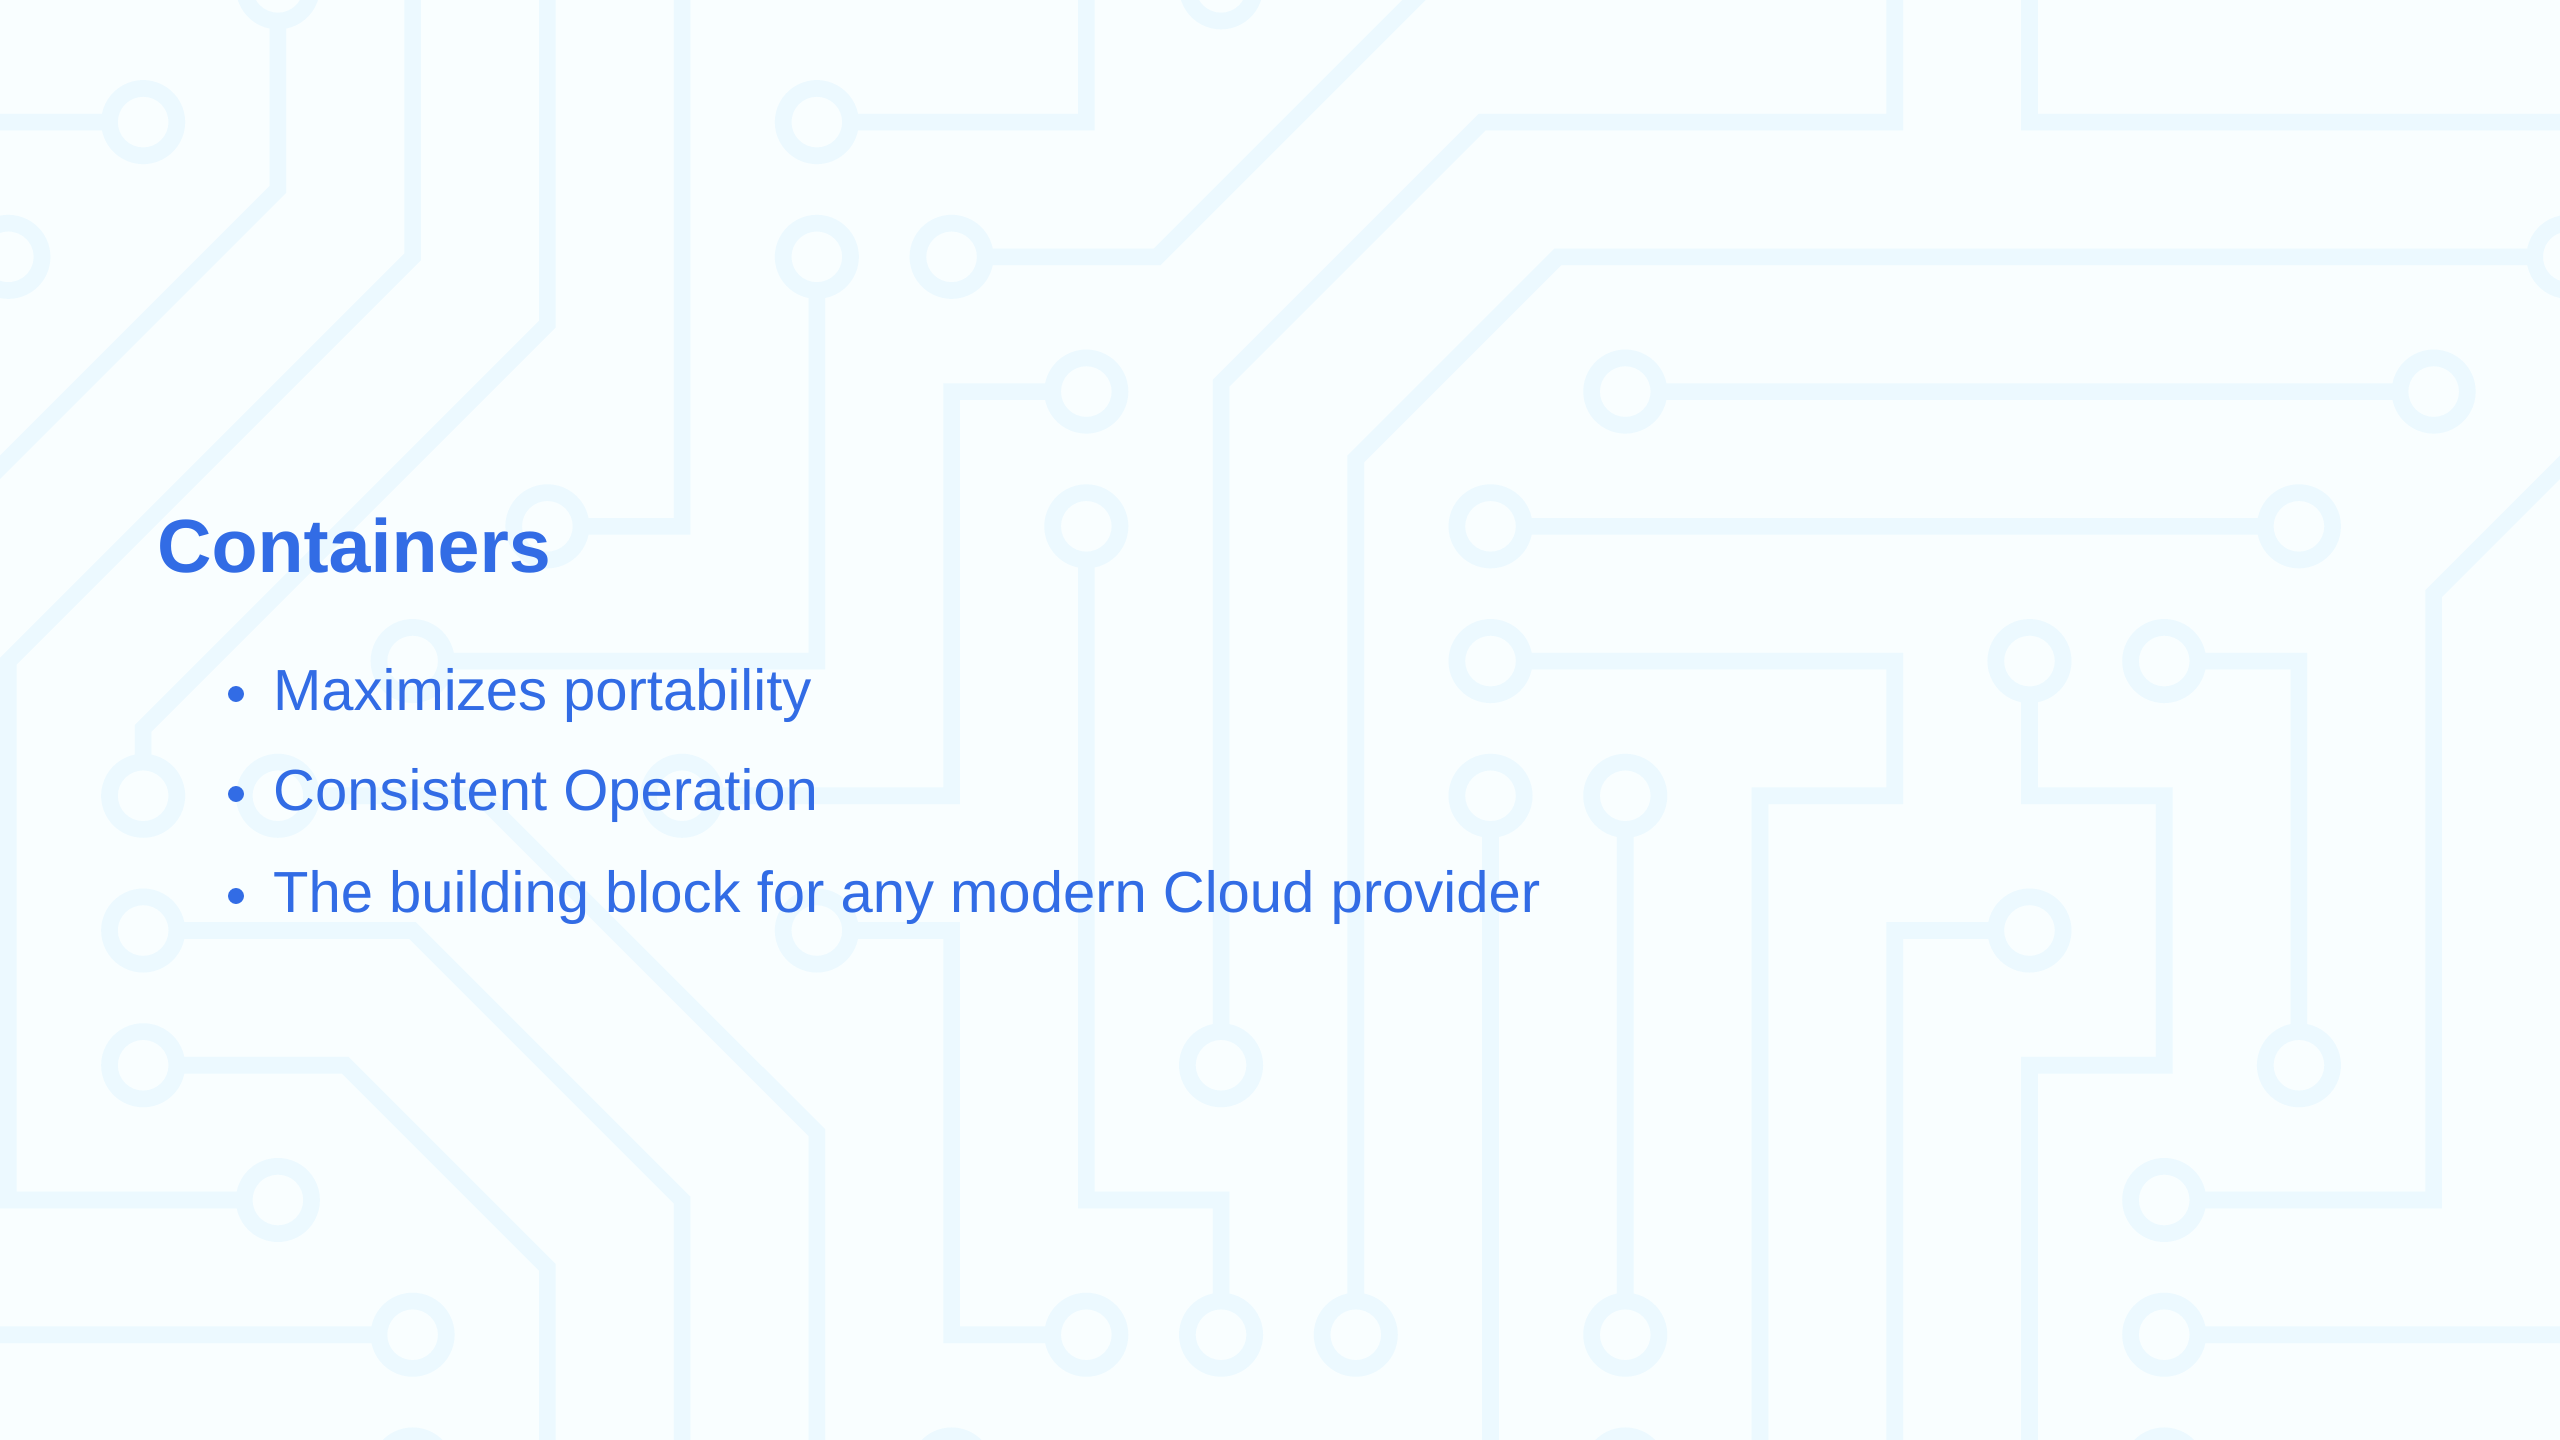 Containers
• Maximizes portability
• Consistent Operation
• The building block for any modern Cloud provider